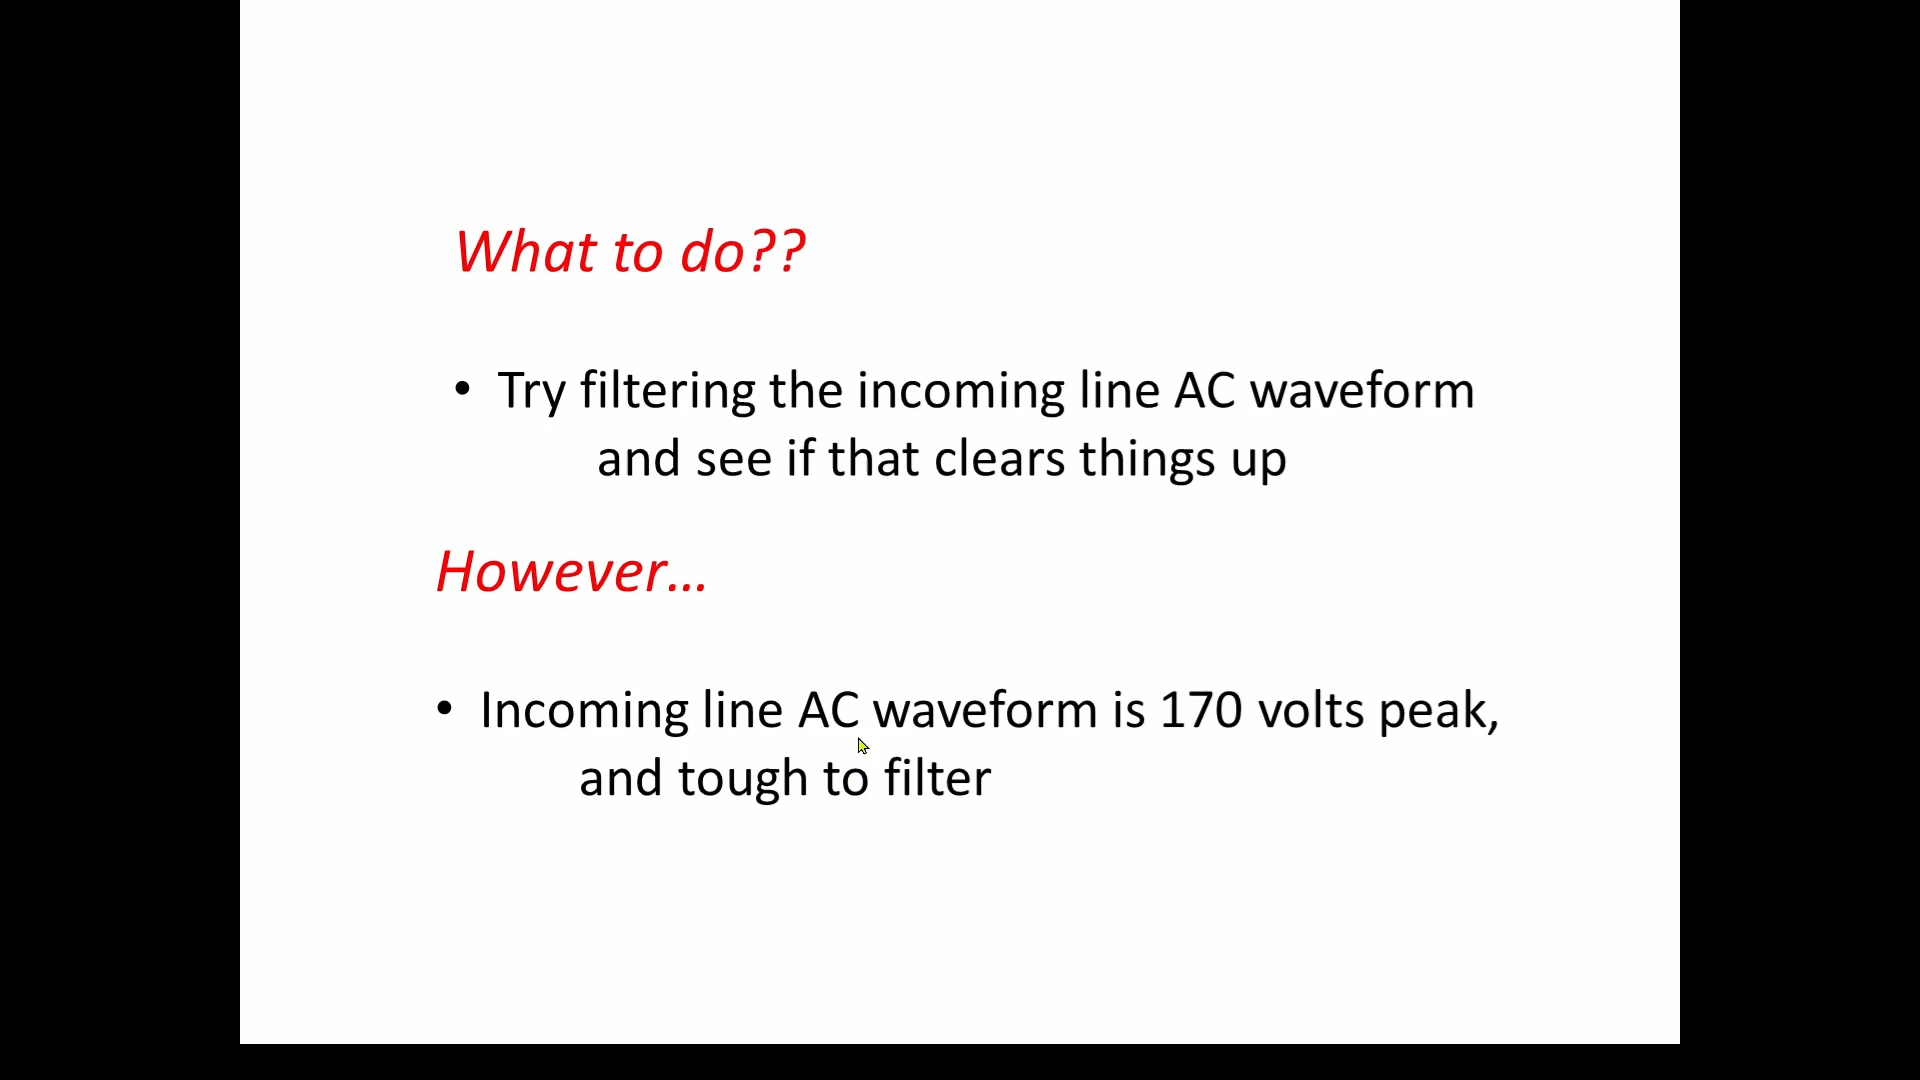 What to do??
• Try filtering the incoming line AC waveform
and see if that clears things up
However...
• Incoming line AC waveform is 170 volts peak,
and tough to filter